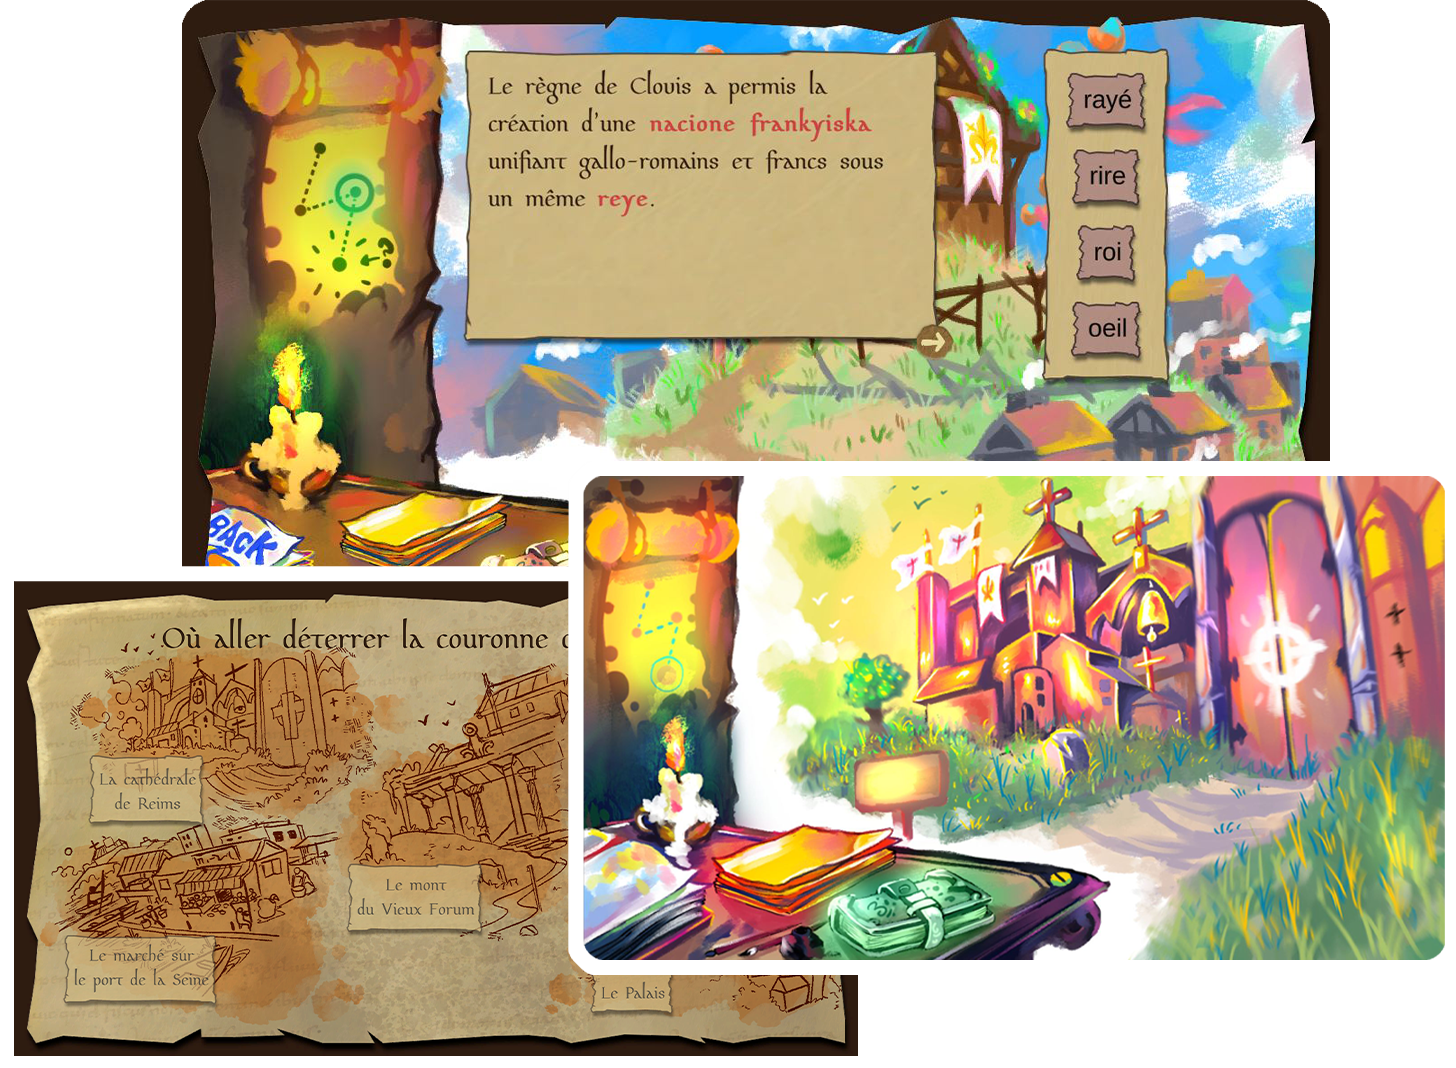 Le règne de Clovis a permis la
création d'une nacione frankyiska
unifiant gallo-romains et francs sous
un même reye.
rayé
rire
roi
oeil
BACK
Où aller déterrer la couronne
La cathédrale
de Reims
Le mont
du Vieux Forum
Le marché sur
le port de la Seine
Le Palais